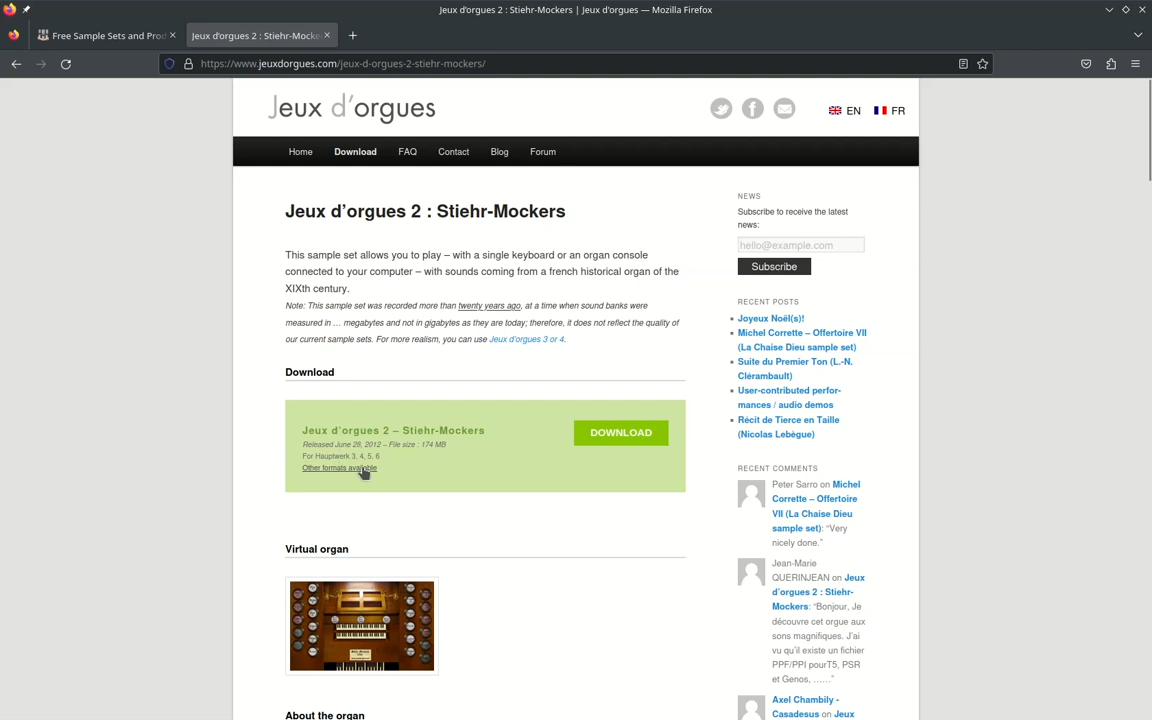 Jeux d'orgues 2 : Stiehr-Mockers | Jeux d'orgues — Mozilla Firefox
Free Sample Sets and Prod
Jeux d'orgues 2 : Stiehr-Mocke
https://www.jeuxdorgues.com/jeux-d-orgues-2-stiehr-mockers/
Jeux d'orgues
EN
FR
Home
Download
FAQ
Contact
Blog
Forum
Jeux d'orgues 2 : Stiehr-Mockers
This sample set allows you to play – with a single keyboard or an organ console
connected to your computer – with sounds coming from a french historical organ of the
XIXth century.
Note: This sample set was recorded more than twenty years ago, at a time when sound banks were
measured in … megabytes and not in gigabytes as they are today; therefore, it does not reflect the quality of
our current sample sets. For more realism, you can use Jeux d'orgues 3 or 4.
Download
Jeux d'orgues 2 – Stiehr-Mockers
Released June 28, 2012 – File size : 174 MB
For Hauptwerk 3, 4, 5, 6
Other formats available
DOWNLOAD
Virtual organ
About the organ
NEWS
Subscribe to receive the latest
news:
hello@example.com
Subscribe
RECENT POSTS
Joyeux Noël(s)!
Michel Corrette – Offertoire VII
(La Chaise Dieu sample set)
Suite du Premier Ton (L.-N.
Clérambault)
User-contributed perfor-
mances / audio demos
Récit de Tierce en Taille
(Nicolas Lebègue)
RECENT COMMENTS
Peter Sarro on Michel
Corrette – Offertoire
VII (La Chaise Dieu
sample set): “Very
nicely done.”
Jean-Marie
QUERINJEAN on Jeux
d'orgues 2 : Stiehr-
Mockers: “Bonjour, Je
découvre cet orgue aux
sons magnifiques. J'ai
vu qu'il existe un fichier
PPF/PPI pourT5, PSR
et Genos, ……”
Axel Chambily -
Casadesus on Jeux